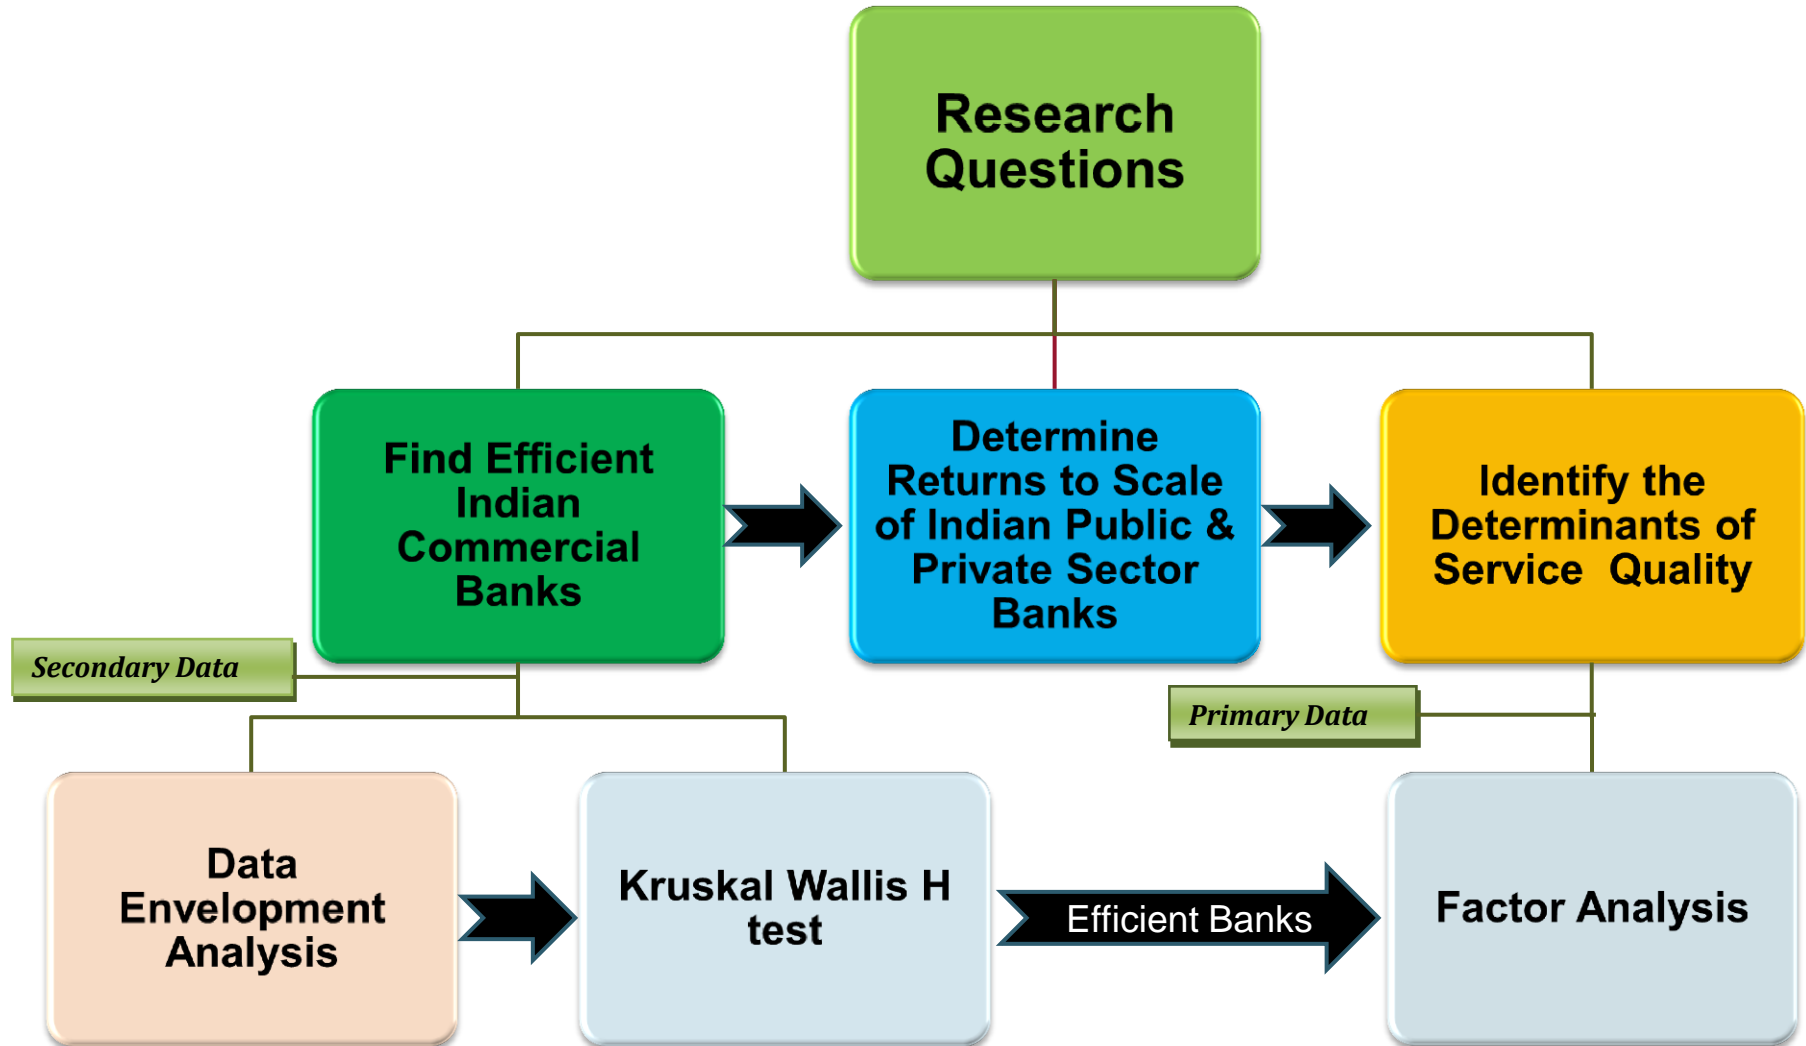 Research
Questions
Find Efficient
Indian
Commercial
Banks
Determine
Returns to Scale
of Indian Public &
Private Sector
Banks
Identify the
Determinants of
Service Quality
Secondary Data
Primary Data
Data
Envelopment
Analysis
Kruskal Wallis H
test
Efficient Banks
Factor Analysis